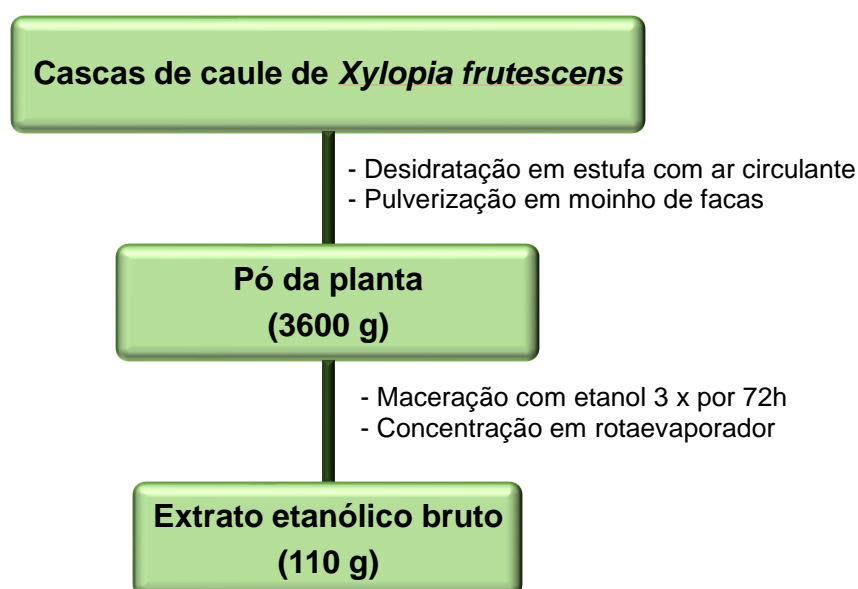 Cascas de caule de Xylopia frutescens
- Desidratação em estufa com ar circulante
- Pulverização em moinho de facas
Pó da planta
(3600 g)
- Maceração com etanol 3 x por 72h
- Concentração em rotaevaporador
Extrato etanólico bruto
(110 g)